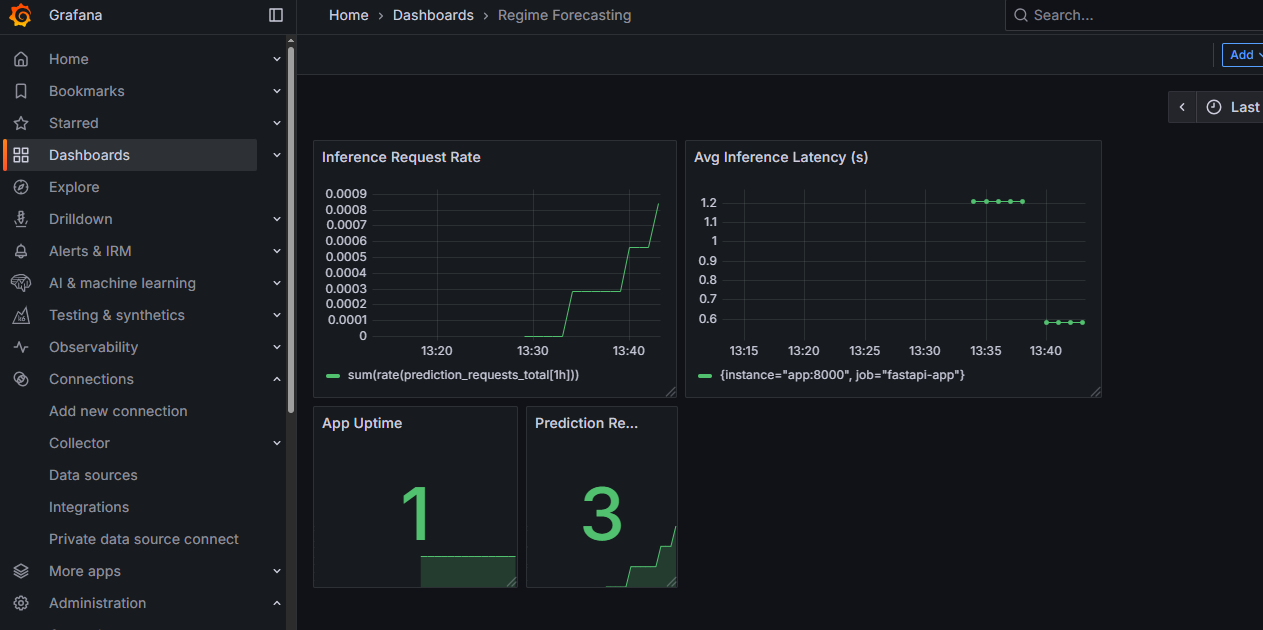 Grafana
Home › Dashboards › Regime Forecasting
Search...
Add
Last
Home
Bookmarks
Starred
Dashboards
Explore
Drilldown
Alerts & IRM
AI & machine learning
Testing & synthetics
Observability
Connections
Add new connection
Collector
Data sources
Integrations
Private data source connect
More apps
Administration
Inference Request Rate
0.0009
0.0008
0.0007
0.0006
0.0005
0.0004
0.0003
0.0002
0.0001
0
13:20 13:30 13:40
sum(rate(prediction_requests_total[1h]))
Avg Inference Latency (s)
1.2
1.1
1
0.9
0.8
0.7
0.6
13:15 13:20 13:25 13:30 13:35 13:40
{instance="app:8000", job="fastapi-app"}
App Uptime
1
Prediction Re...
3